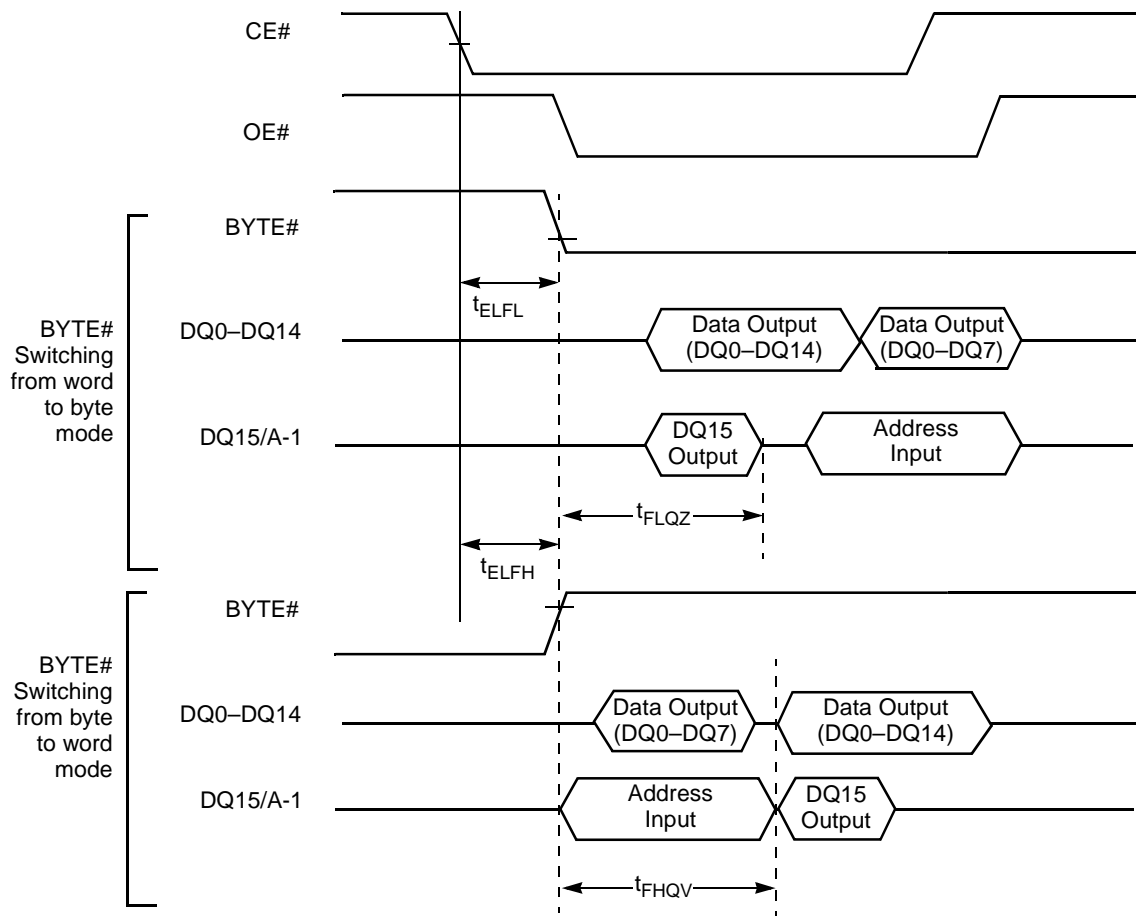 CE#
OE#
BYTE#
tELFL
BYTE#
Switching
from word
to byte
mode
DQ0–DQ14
Data Output
(DQ0–DQ14)
Data Output
(DQ0–DQ7)
DQ15/A-1
DQ15
Output
Address
Input
tFLQZ
tELFH
BYTE#
BYTE#
Switching
from byte
to word
mode
DQ0–DQ14
Data Output
(DQ0–DQ7)
Data Output
(DQ0–DQ14)
DQ15/A-1
Address
Input
DQ15
Output
tFHQV